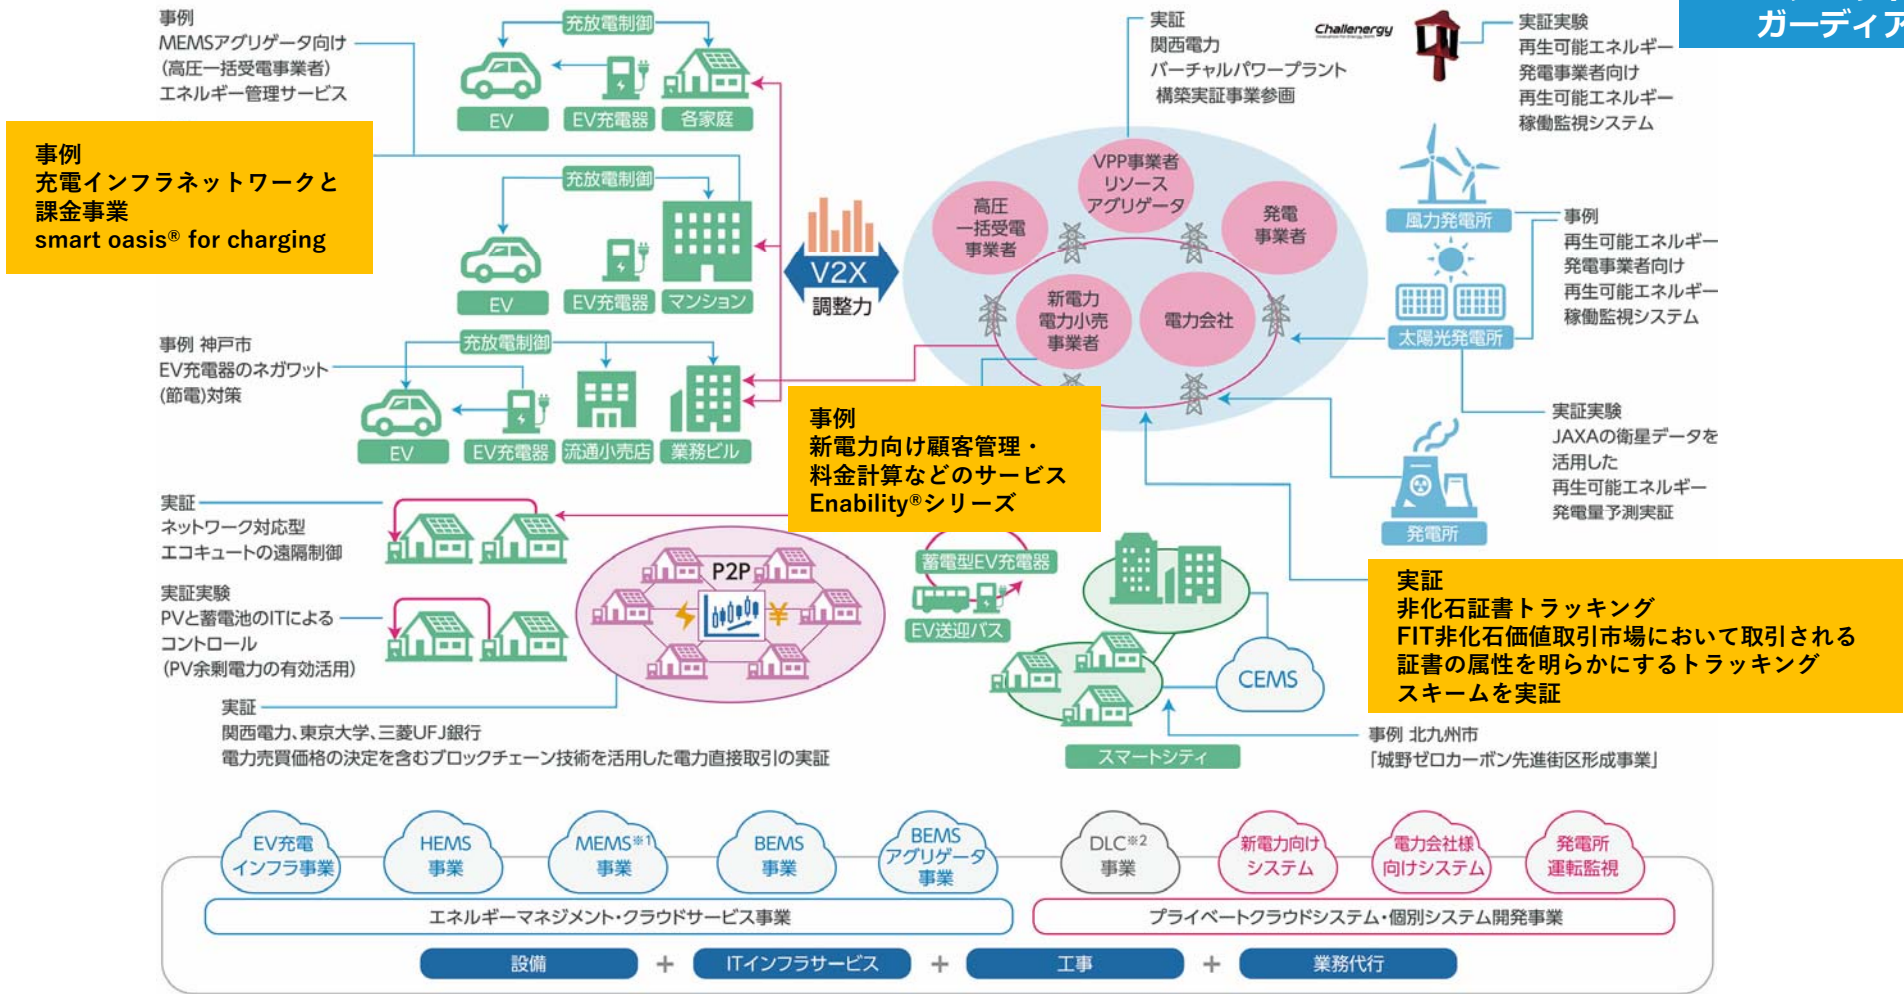 ガーディア
事例
MEMSアグリゲータ向け
(高圧一括受電事業者)
エネルギー管理サービス
充放電制御
EV
EV充電器
各家庭
事例
充電インフラネットワークと
課金事業
smart oasis® for charging
充放電制御
EV
EV充電器
マンション
事例 神戸市
EV充電器のネガワット
(節電)対策
充放電制御
EV
EV充電器
流通小売店
業務ビル
V2X
調整力
実証
関西電力
バーチャルパワープラント
構築実証事業参画
Challenergy
実証実験
再生可能エネルギー
発電事業者向け
再生可能エネルギー
稼働監視システム
VPP事業者
リソース
アグリゲータ
高圧
一括受電
事業者
発電
事業者
新電力
電力小売
事業者
電力会社
風力発電所
事例
再生可能エネルギー
発電事業者向け
再生可能エネルギー
稼働監視システム
太陽光発電所
実証実験
JAXAの衛星データを
活用した
再生可能エネルギー
発電量予測実証
発電所
事例
新電力向け顧客管理・
料金計算などのサービス
Enability®シリーズ
実証
ネットワーク対応型
エコキュートの遠隔制御
実証実験
PVと蓄電池のITによる
コントロール
(PV余剰電力の有効活用)
P2P
¥
蓄電型EV充電器
EV送迎バス
CEMS
スマートシティ
実証
非化石証書トラッキング
FIT非化石価値取引市場において取引される
証書の属性を明らかにするトラッキング
スキームを実証
事例 北九州市
「城野ゼロカーボン先進街区形成事業」
実証
関西電力、東京大学、三菱UFJ銀行
電力売買価格の決定を含むブロックチェーン技術を活用した電力直接取引の実証
EV充電
インフラ事業
HEMS
事業
MEMS※1
事業
BEMS
事業
BEMS
アグリゲータ
事業
DLC※2
事業
新電力向け
システム
電力会社様
向けシステム
発電所
運転監視
エネルギーマネジメント・クラウドサービス事業
プライベートクラウドシステム・個別システム開発事業
設備 + ITインフラサービス + 工事 + 業務代行